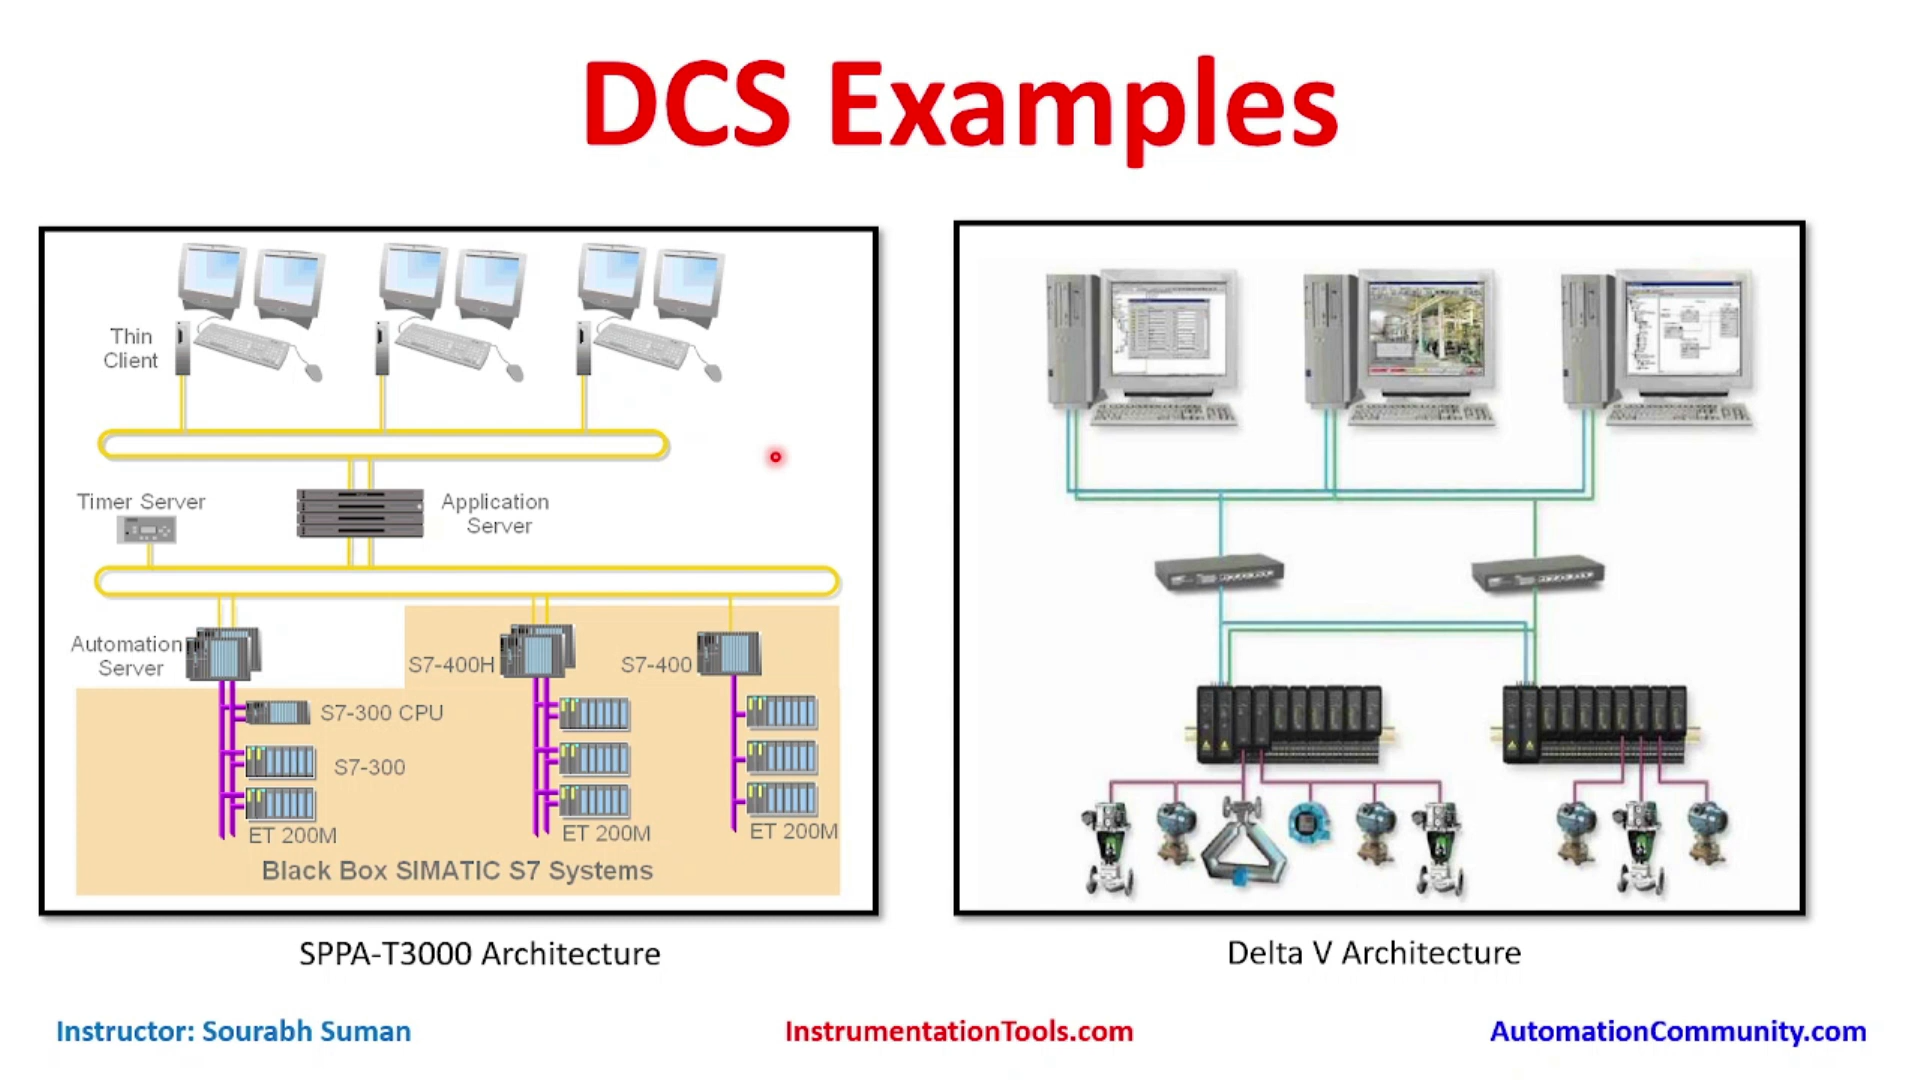 DCS Examples
Thin
Client
Timer Server
Application
Server
Automation
Server
S7-400H
S7-400
S7-300 CPU
S7-300
ET 200M
ET 200M
ET 200M
Black Box SIMATIC S7 Systems
SPPA-T3000 Architecture
Delta V Architecture
Instructor: Sourabh Suman
InstrumentationTools.com
AutomationCommunity.com